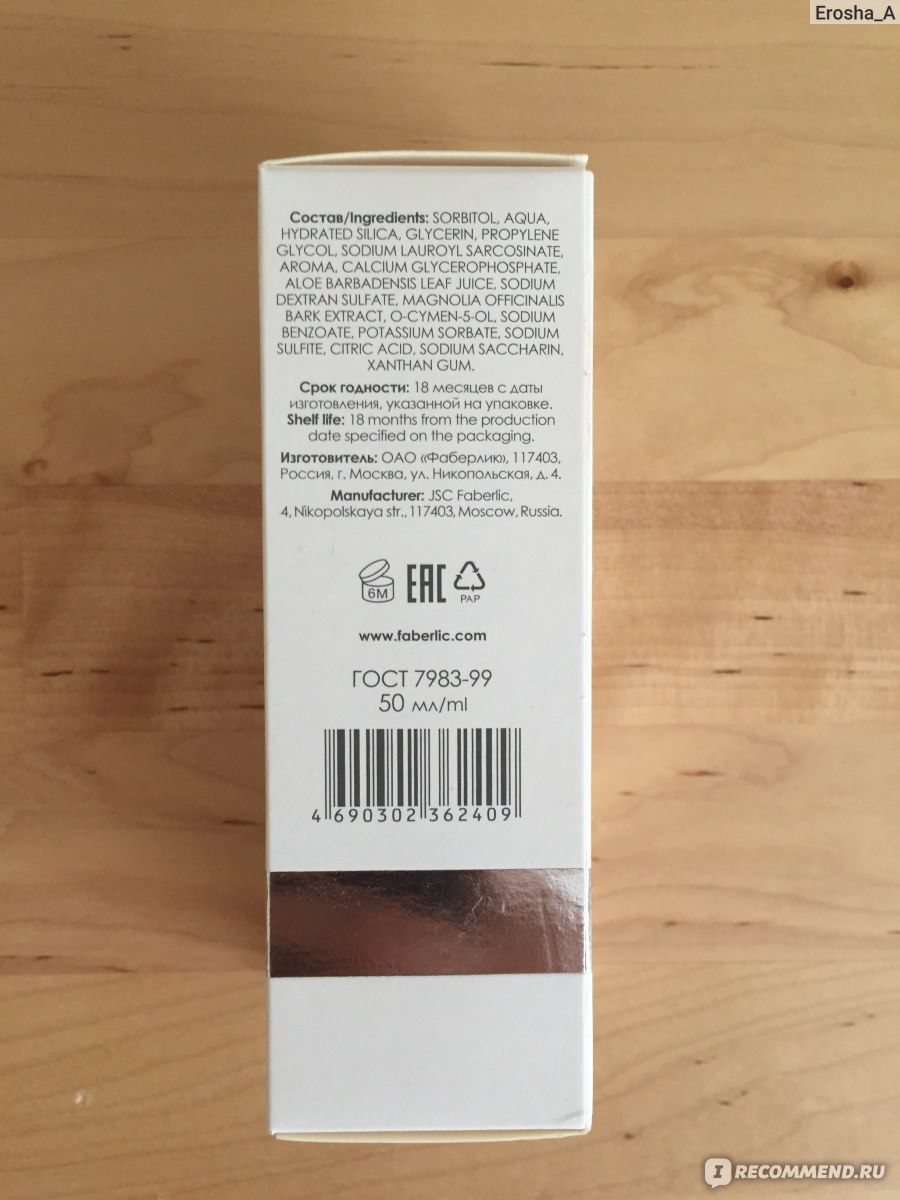 Erosha_A
Состав/Ingredients: SORBITOL, AQUA,
HYDRATED SILICA, GLYCERIN, PROPYLENE
GLYCOL, SODIUM LAUROYL SARCOSINATE,
AROMA, CALCIUM GLYCEROPHOSPHATE,
ALOE BARBADENSIS LEAF JUICE, SODIUM
DEXTRAN SULFATE, MAGNOLIA OFFICINALIS
BARK EXTRACT, O-CYMEN-5-OL, SODIUM
BENZOATE, POTASSIUM SORBATE, SODIUM
SULFITE, CITRIC ACID, SODIUM SACCHARIN,
XANTHAN GUM.
Срок годности: 18 месяцев с даты
изготовления, указанной на упаковке.
Shelf life: 18 months from the production
date specified on the packaging.
Изготовитель: ОАО «Фаберлик», 117403,
Россия, г. Москва, ул. Никопольская, д. 4.
Manufacturer: JSC Faberlic,
4, Nikopolskaya str., 117403, Moscow, Russia.
6M EAC PAP
www.faberlic.com
ГОСТ 7983-99
50 мл/ml
4 690302 362409
IRECOMMEND.RU